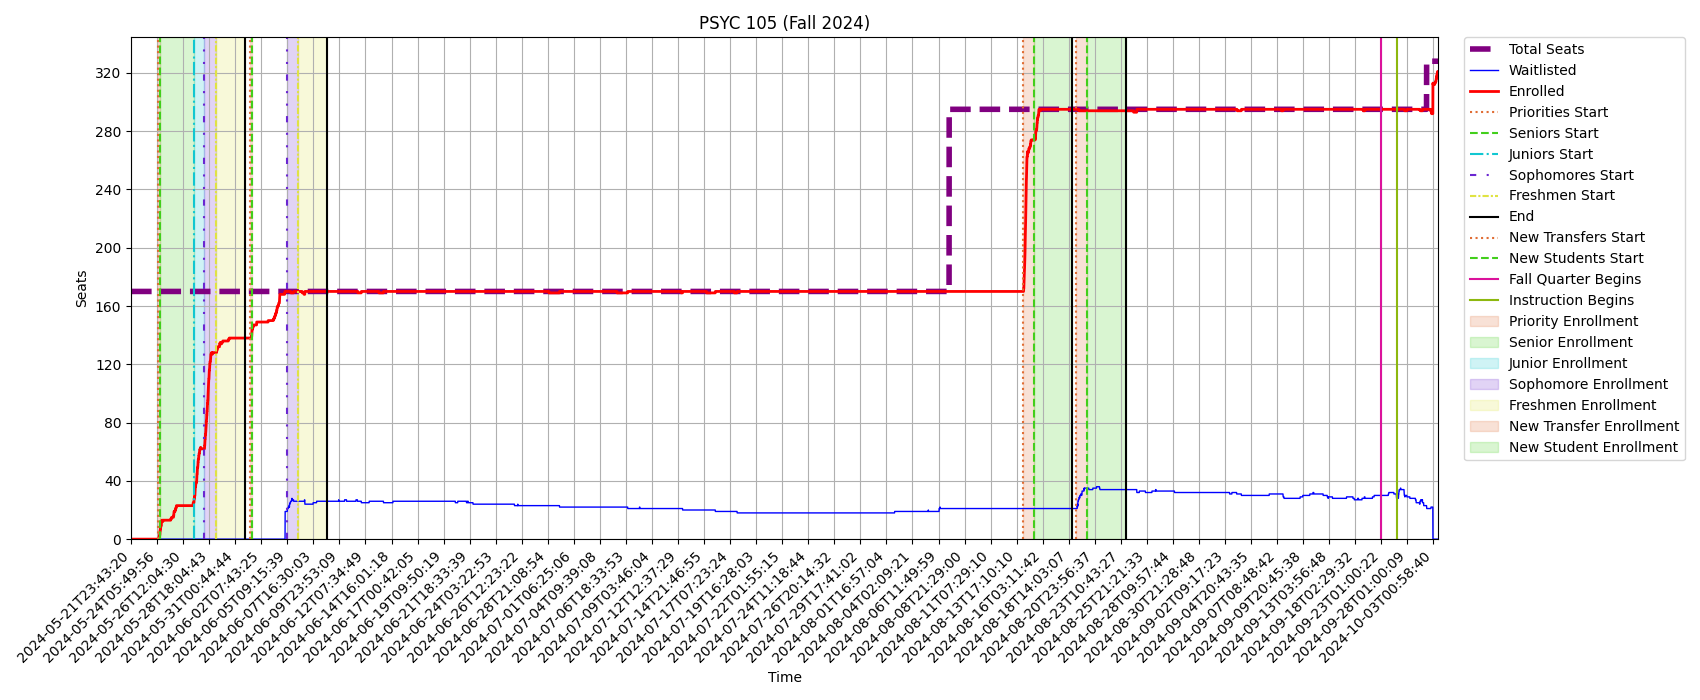 PSYC 105 (Fall 2024)
Seats
320
280
240
200
160
120
80
40
0
2024-05-21T23:43:20
2024-05-24T05:49:56
2024-05-26T12:04:30
2024-05-28T18:04:43
2024-05-31T00:44:44
2024-06-02T07:43:25
2024-06-05T09:15:39
2024-06-07T16:30:03
2024-06-09T23:53:09
2024-06-12T07:34:49
2024-06-14T16:01:18
2024-06-17T00:42:05
2024-06-19T09:50:19
2024-06-21T18:33:39
2024-06-24T03:22:53
2024-06-26T12:23:22
2024-06-28T21:08:54
2024-07-01T06:25:06
2024-07-04T09:39:08
2024-07-06T18:33:53
2024-07-09T03:46:04
2024-07-12T12:37:29
2024-07-14T21:46:55
2024-07-17T07:23:24
2024-07-19T16:28:03
2024-07-22T01:55:15
2024-07-24T11:18:44
2024-07-26T20:14:32
2024-07-29T17:41:02
2024-08-01T16:57:04
2024-08-04T02:09:21
2024-08-06T11:49:59
2024-08-08T21:29:00
2024-08-11T07:29:10
2024-08-13T17:10:10
2024-08-16T03:11:42
2024-08-18T14:03:07
2024-08-20T23:56:37
2024-08-23T10:43:27
2024-08-25T21:21:33
2024-08-28T09:57:44
2024-08-30T21:28:48
2024-09-02T09:17:23
2024-09-04T20:43:35
2024-09-07T08:48:42
2024-09-09T20:45:38
2024-09-13T03:56:48
2024-09-18T02:29:32
2024-09-23T01:00:22
2024-09-28T01:00:09
2024-10-03T00:58:40
Time
Total Seats
Waitlisted
Enrolled
Priorities Start
Seniors Start
Juniors Start
Sophomores Start
Freshmen Start
End
New Transfers Start
New Students Start
Fall Quarter Begins
Instruction Begins
Priority Enrollment
Senior Enrollment
Junior Enrollment
Sophomore Enrollment
Freshmen Enrollment
New Transfer Enrollment
New Student Enrollment